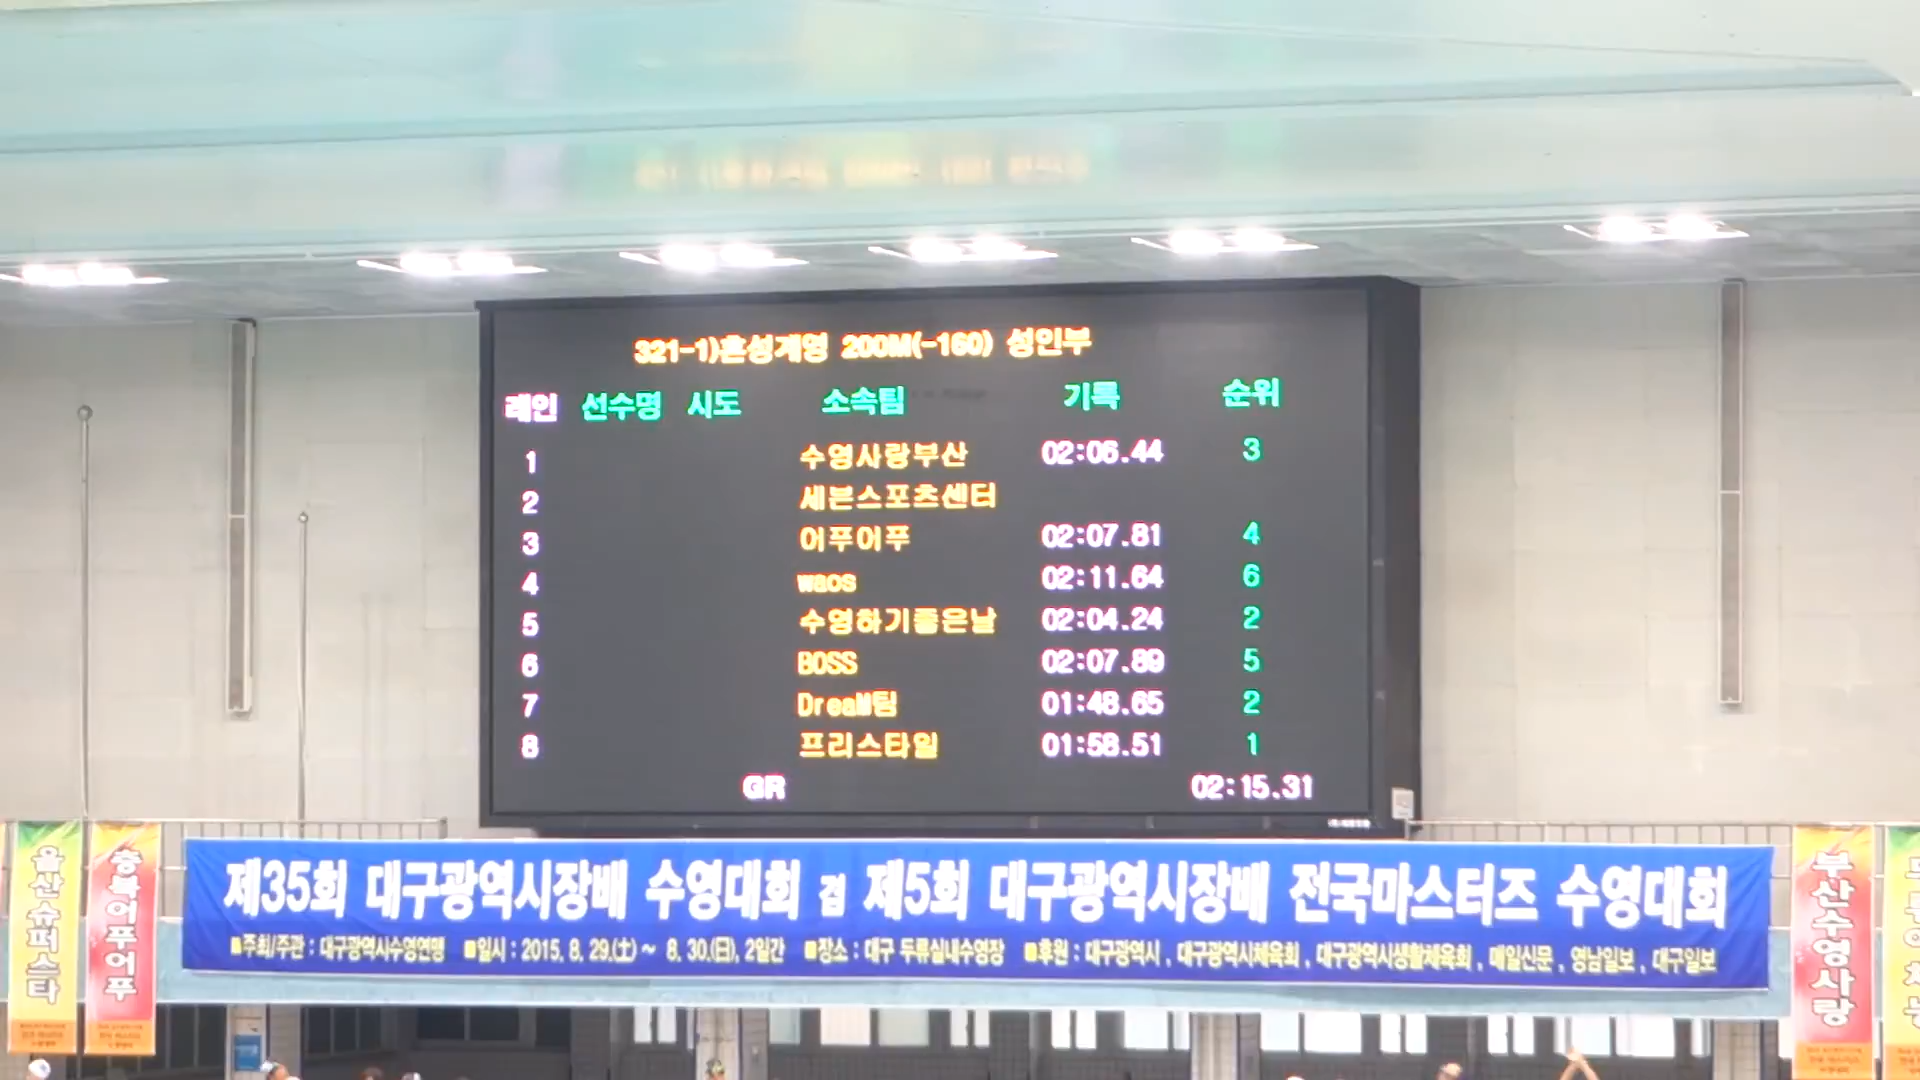 321-1)혼성계영 200M(-160) 성인부
레인 선수명 시도 소속팀 기록 순위
1 수영사랑부산 02:06.44 3
2 세븐스포츠센터
3 어푸어푸 02:07.81 4
4 waos 02:11.64 6
5 수영하기좋은날 02:04.24 2
6 BOSS 02:07.89 5
7 DreaM팀 01:48.65 2
8 프리스타일 01:58.51 1
GR 02:15.31
제35회 대구광역시장배 수영대회 겸 제5회 대구광역시장배 전국마스터즈 수영대회
■주최/주관 : 대구광역시수영연맹 ■일시 : 2015. 8. 29.(土) ~ 8. 30.(日), 2일간 ■장소 : 대구 두류실내수영장 ■후원 : 대구광역시 , 대구광역시체육회 , 대구광역시생활체육회 , 매일신문 , 영남일보 , 대구일보
울산슈퍼스타
충북어푸어푸
부산수영사랑